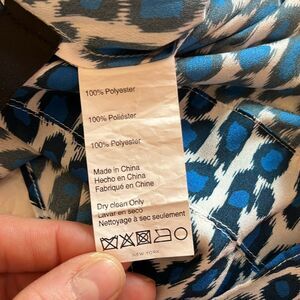 100% Polyester
100% Poliéster
100% Polyester
Made in China
Hecho en China
Fabriqué en Chine
Dry clean Only
Lavar en seco
Nettoyage à sec seulement
NEW YORK